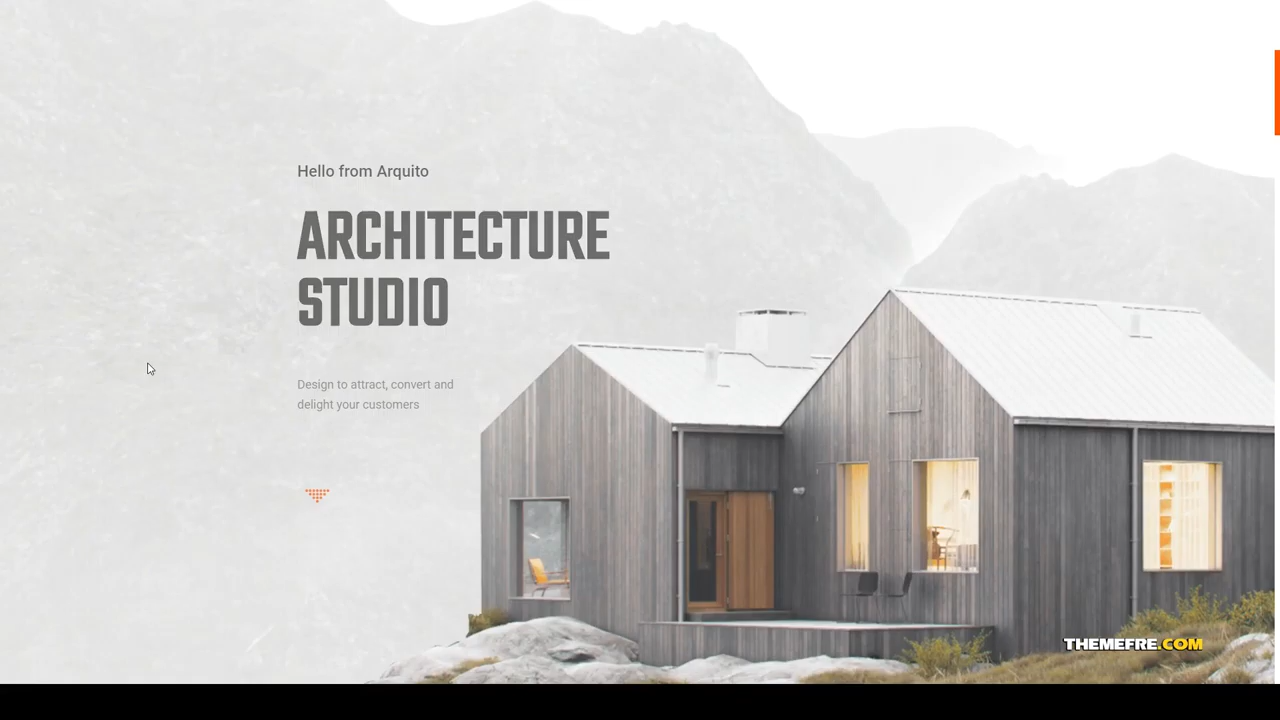 Hello from Arquito
ARCHITECTURE
STUDIO
Design to attract, convert and
delight your customers
THEMEFRE.COM